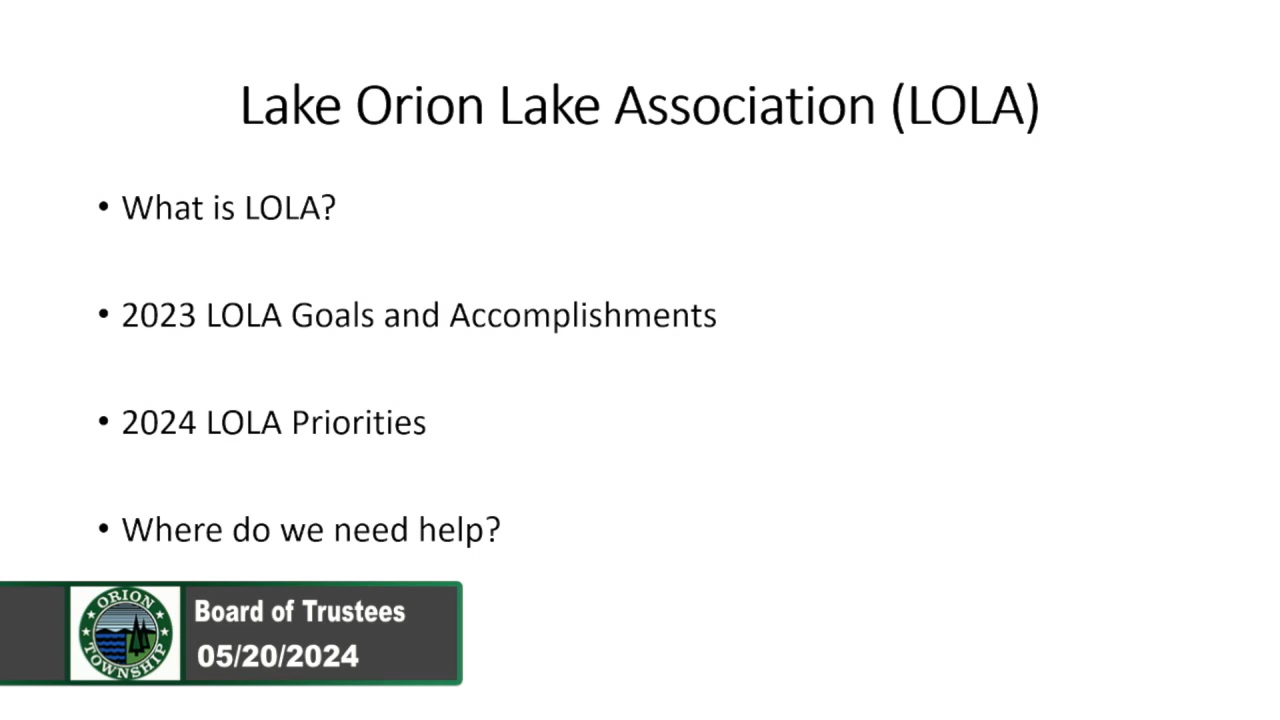 Lake Orion Lake Association (LOLA)
• What is LOLA?
• 2023 LOLA Goals and Accomplishments
• 2024 LOLA Priorities
• Where do we need help?
ORION
TOWNSHIP
Board of Trustees
05/20/2024